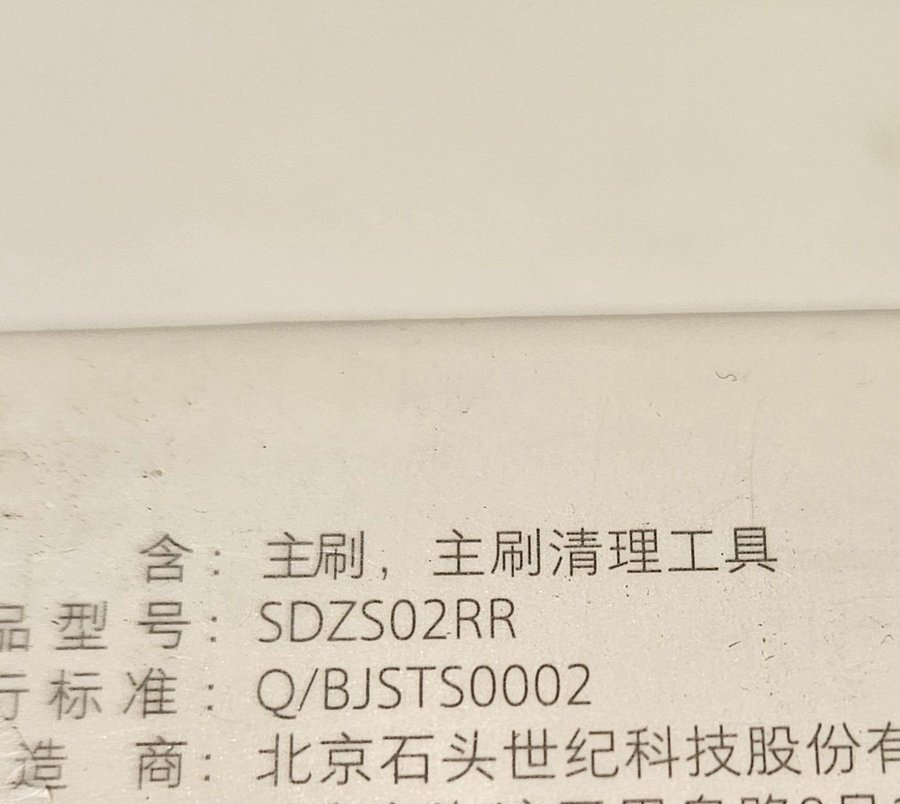 含：主刷，主刷清理工具
品型号：SDZS02RR
行标准：Q/BJSTS0002
造商：北京石头世纪科技股份有